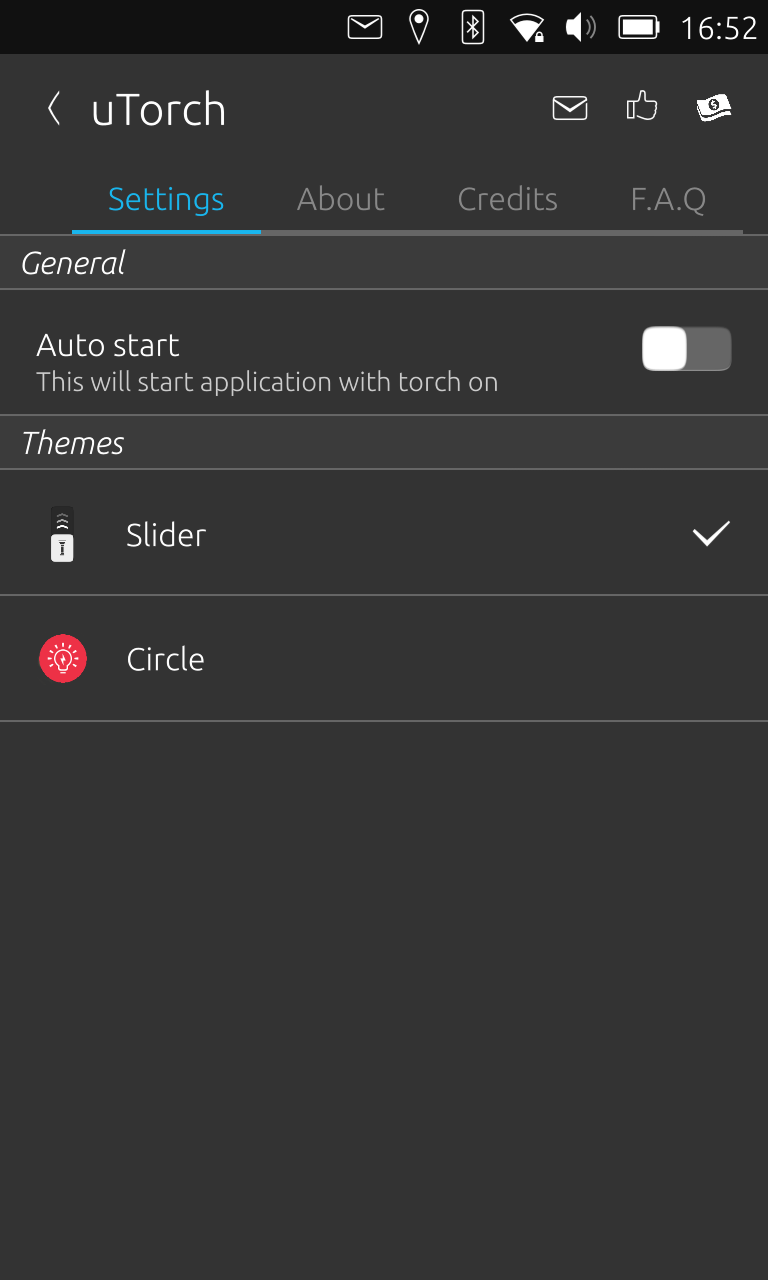 16:52
uTorch
Settings About Credits F.A.Q
General
Auto start
This will start application with torch on
Themes
Slider
Circle